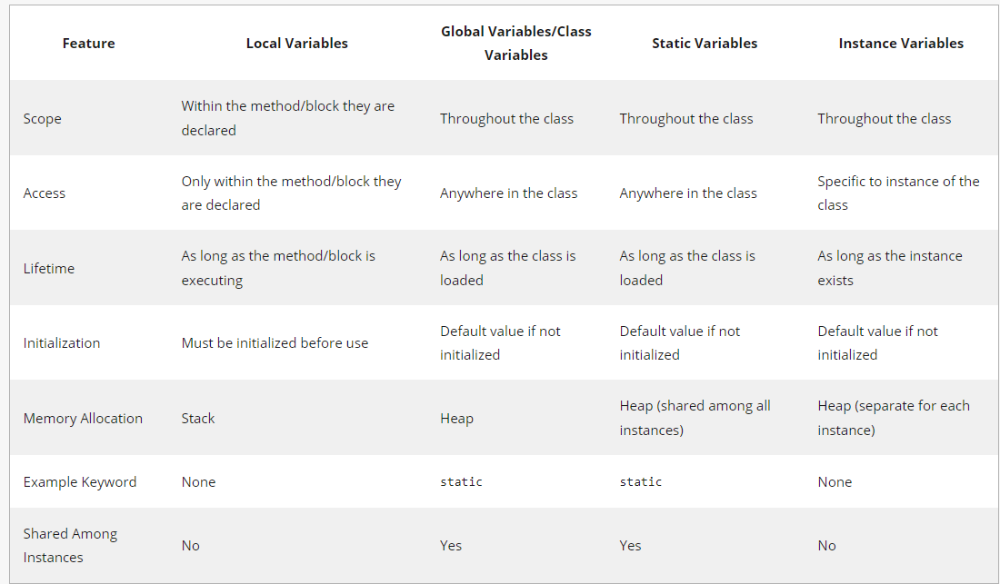 Feature
Local Variables
Global Variables/Class
Variables
Static Variables
Instance Variables
Scope
Within the method/block they are
declared
Throughout the class
Throughout the class
Throughout the class
Access
Only within the method/block they
are declared
Anywhere in the class
Anywhere in the class
Specific to instance of the
class
Lifetime
As long as the method/block is
executing
As long as the class is
loaded
As long as the class is
loaded
As long as the instance
exists
Initialization
Must be initialized before use
Default value if not
initialized
Default value if not
initialized
Default value if not
initialized
Memory Allocation
Stack
Heap
Heap (shared among all
instances)
Heap (separate for each
instance)
Example Keyword
None
static
static
None
Shared Among
Instances
No
Yes
Yes
No